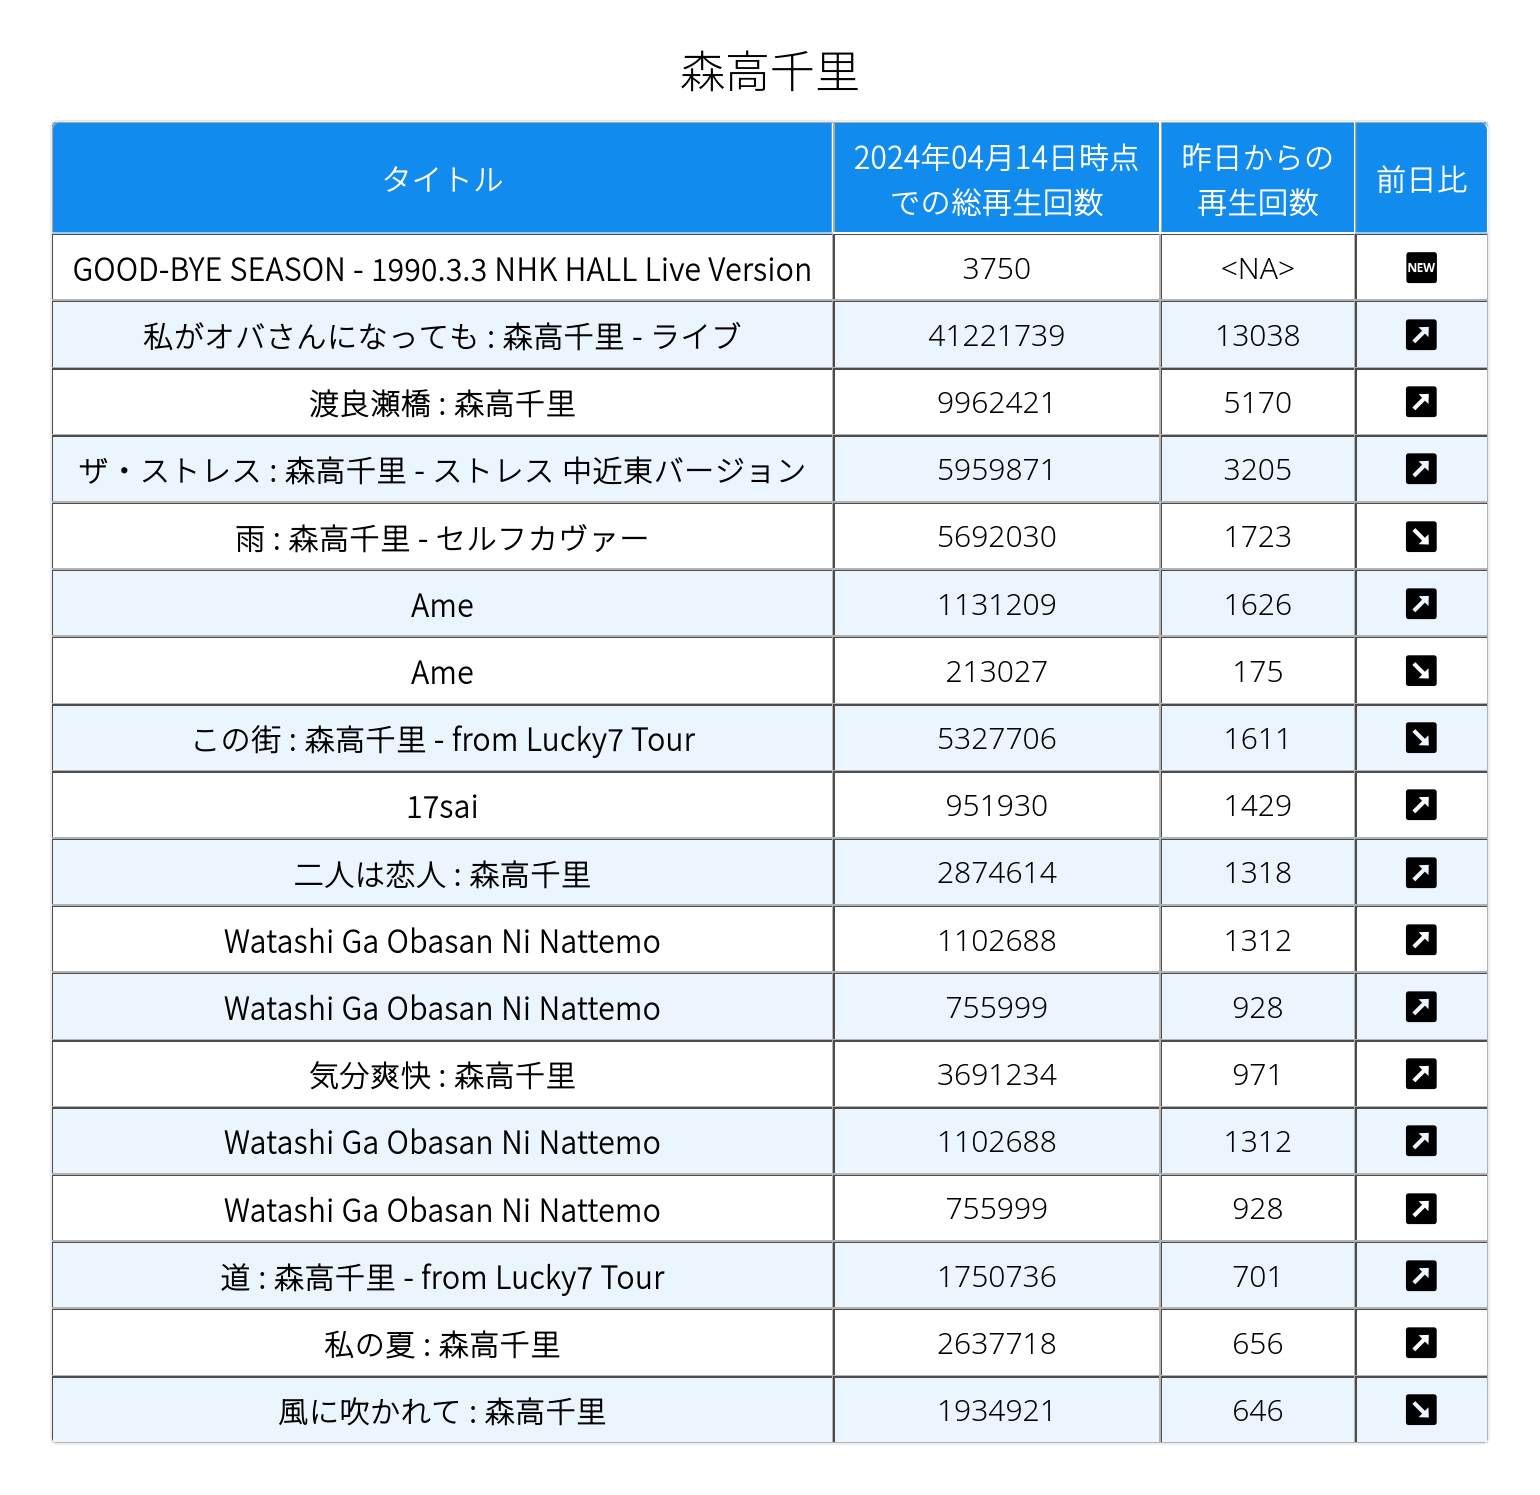 森高千里
タイトル 2024年04月14日時点での総再生回数 昨日からの再生回数 前日比
GOOD-BYE SEASON - 1990.3.3 NHK HALL Live Version 3750 <NA> NEW
私がオバさんになっても : 森高千里 - ライブ 41221739 13038 ↗
渡良瀬橋 : 森高千里 9962421 5170 ↗
ザ・ストレス : 森高千里 - ストレス 中近東バージョン 5959871 3205 ↗
雨 : 森高千里 - セルフカヴァー 5692030 1723 ↘
Ame 1131209 1626 ↗
Ame 213027 175 ↘
この街 : 森高千里 - from Lucky7 Tour 5327706 1611 ↘
17sai 951930 1429 ↗
二人は恋人 : 森高千里 2874614 1318 ↗
Watashi Ga Obasan Ni Nattemo 1102688 1312 ↗
Watashi Ga Obasan Ni Nattemo 755999 928 ↗
気分爽快 : 森高千里 3691234 971 ↗
Watashi Ga Obasan Ni Nattemo 1102688 1312 ↗
Watashi Ga Obasan Ni Nattemo 755999 928 ↗
道 : 森高千里 - from Lucky7 Tour 1750736 701 ↗
私の夏 : 森高千里 2637718 656 ↗
風に吹かれて : 森高千里 1934921 646 ↘